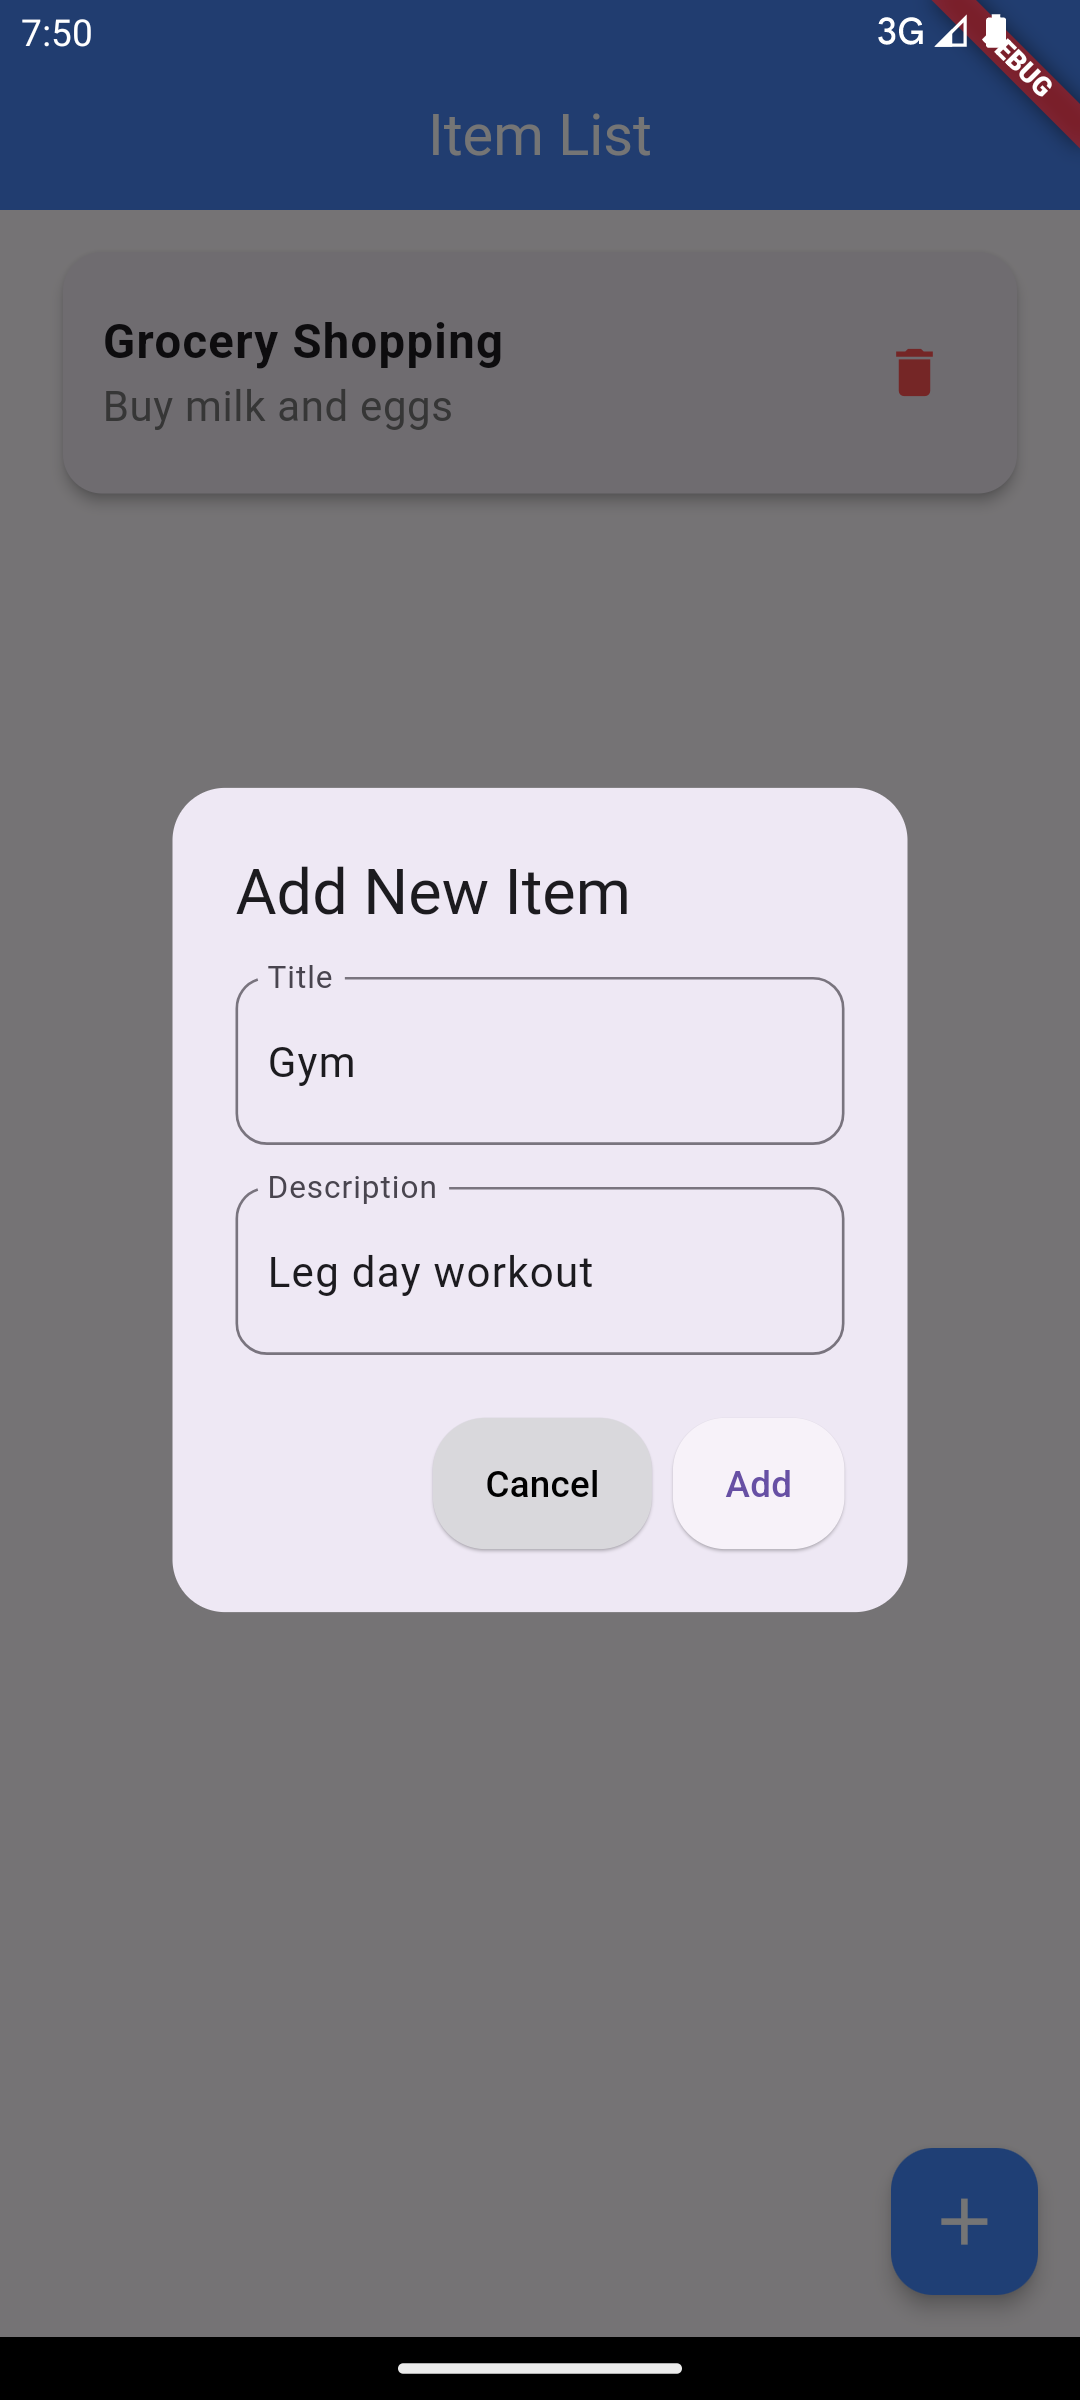 7:50
3G
EBUG
Item List
Grocery Shopping
Buy milk and eggs
Add New Item
Title
Gym
Description
Leg day workout
Cancel
Add